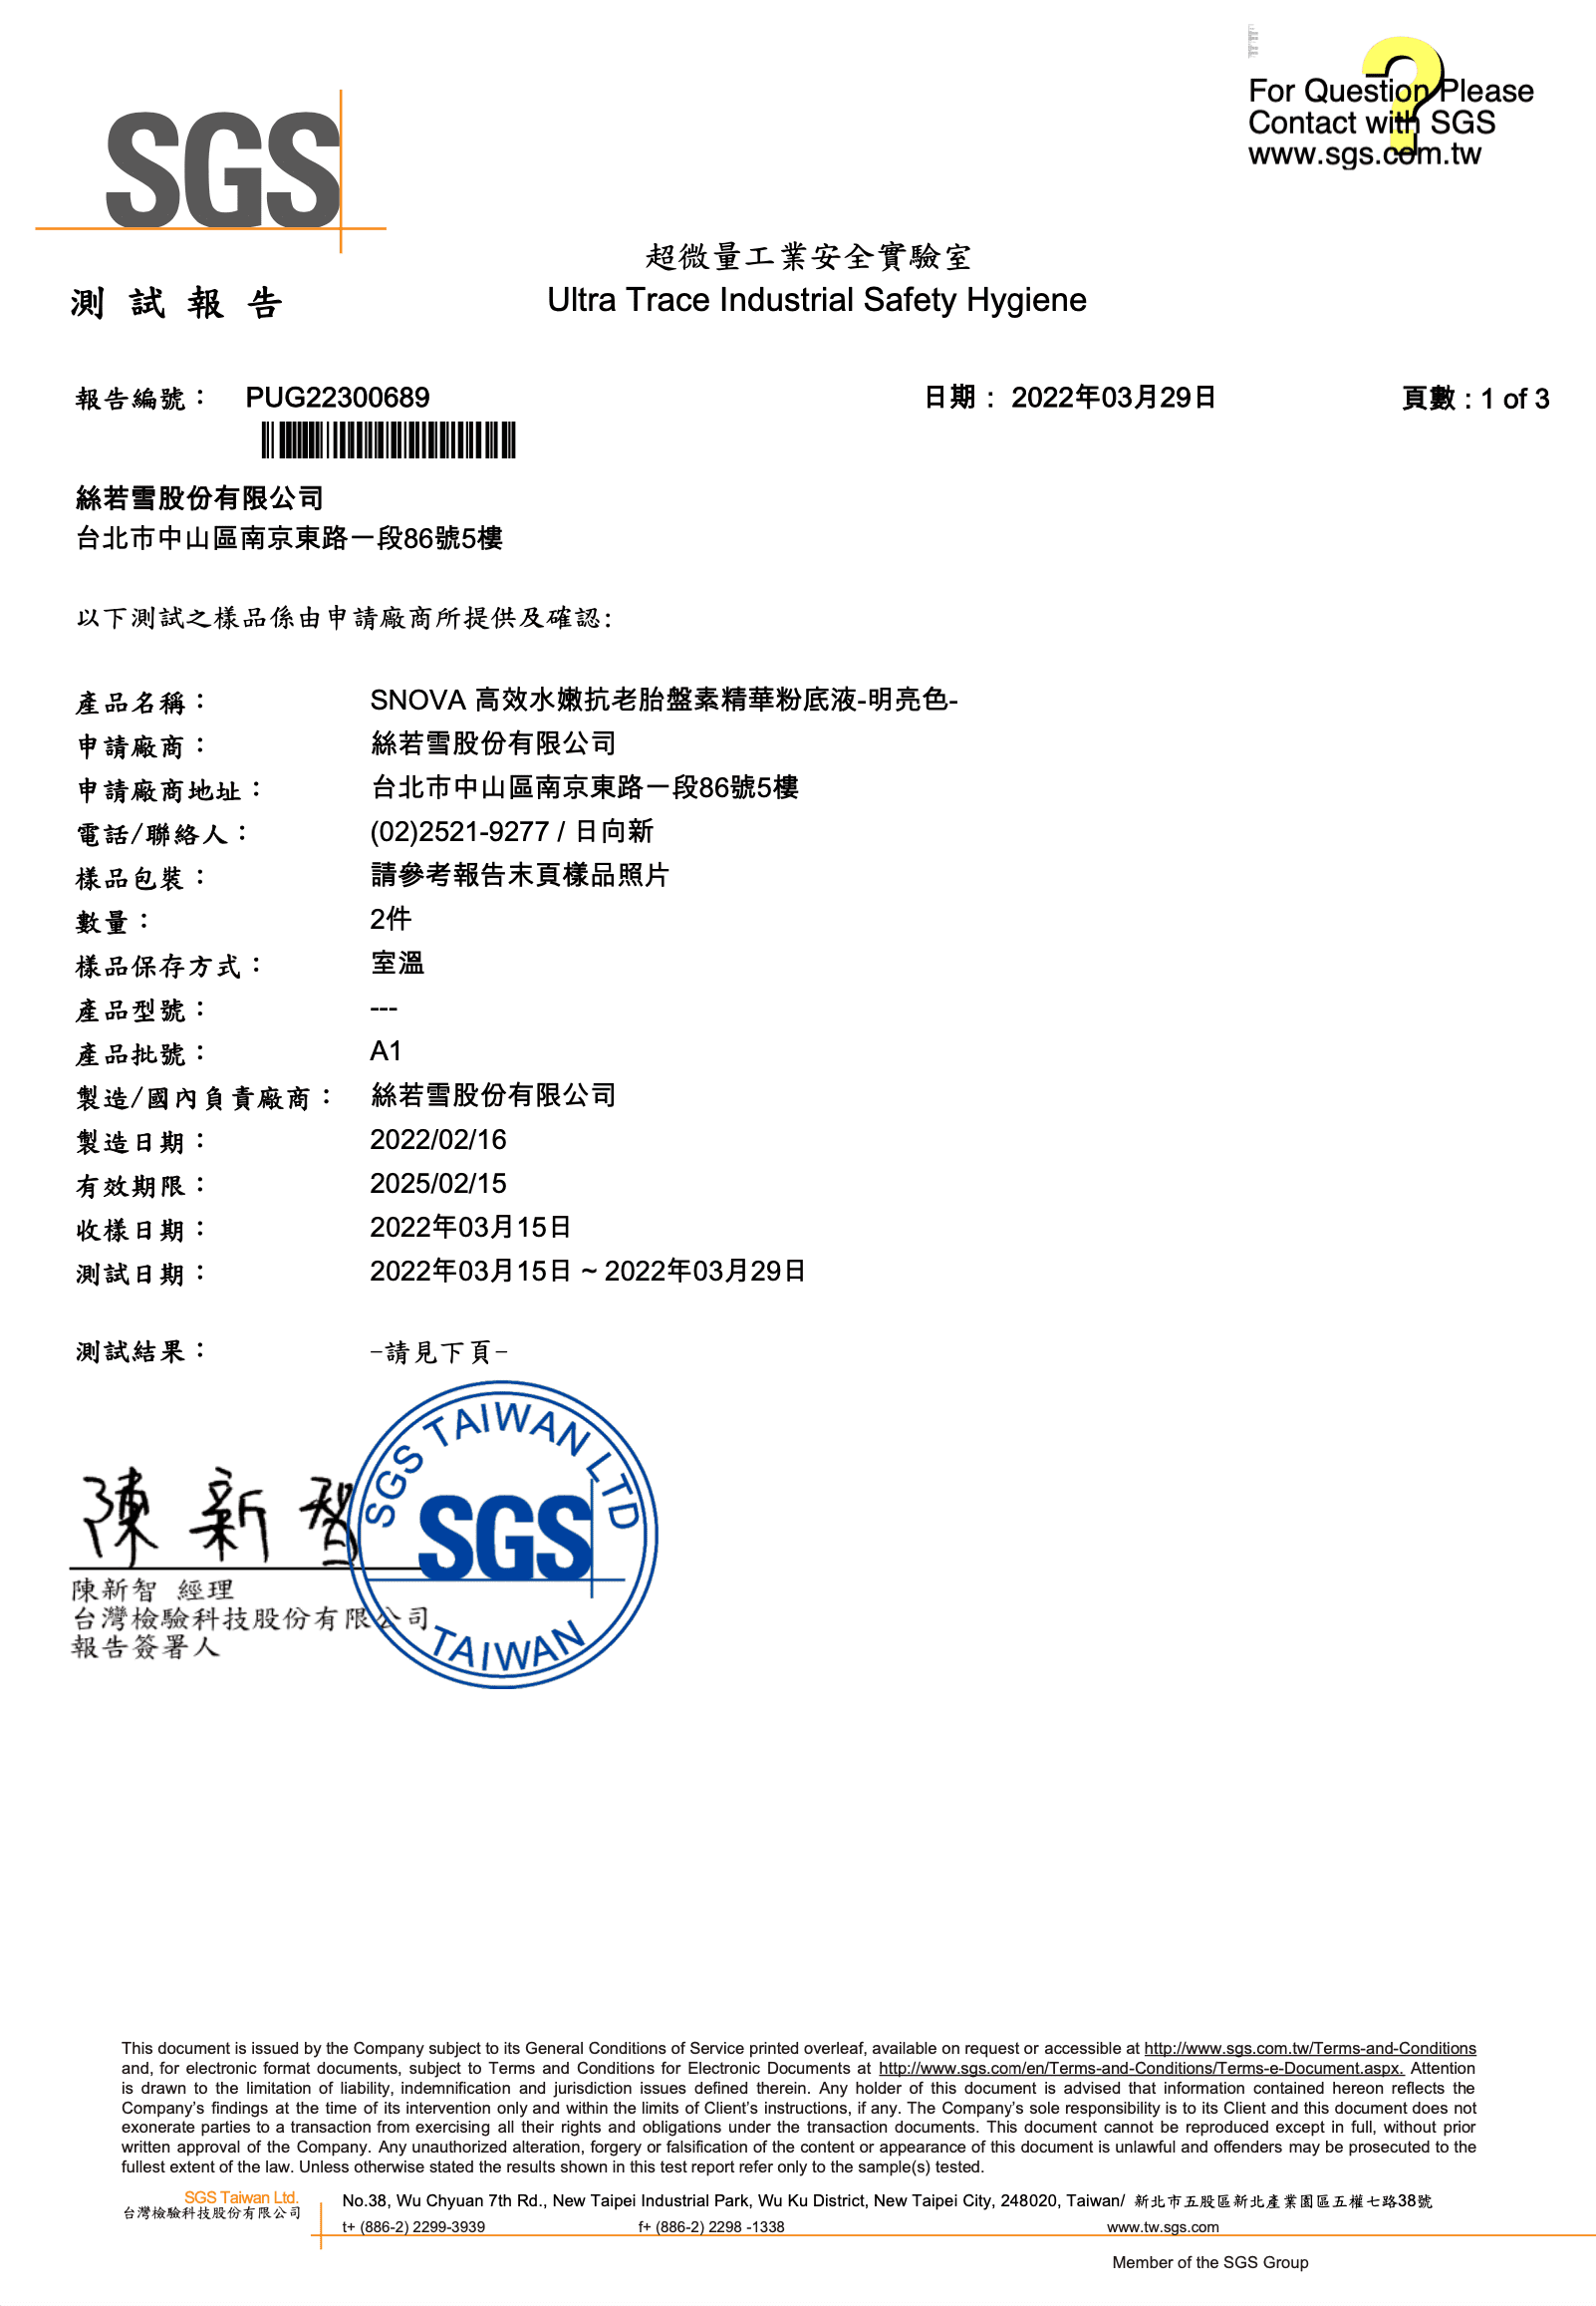 For Question Please
Contact with SGS
www.sgs.com.tw
SGS
超微量工業安全實驗室
測 試 報 告
Ultra Trace Industrial Safety Hygiene
報告編號： PUG22300689 日期： 2022年03月29日 頁數：1 of 3
絲若雪股份有限公司
台北市中山區南京東路一段86號5樓
以下測試之樣品係由申請廠商所提供及確認:
產品名稱： SNOVA 高效水嫩抗老胎盤素精華粉底液-明亮色-
申請廠商： 絲若雪股份有限公司
申請廠商地址： 台北市中山區南京東路一段86號5樓
電話/聯絡人： (02)2521-9277 / 日向新
樣品包裝： 請參考報告末頁樣品照片
數量： 2件
樣品保存方式： 室溫
產品型號： ---
產品批號： A1
製造/國內負責廠商： 絲若雪股份有限公司
製造日期： 2022/02/16
有效期限： 2025/02/15
收樣日期： 2022年03月15日
測試日期： 2022年03月15日 ~ 2022年03月29日
測試結果： -請見下頁-
SGS TAIWAN LTD
SGS
TAIWAN
陳新智
陳新智 經理
台灣檢驗科技股份有限公司
報告簽署人
This document is issued by the Company subject to its General Conditions of Service printed overleaf, available on request or accessible at http://www.sgs.com.tw/Terms-and-Conditions
and, for electronic format documents, subject to Terms and Conditions for Electronic Documents at http://www.sgs.com/en/Terms-and-Conditions/Terms-e-Document.aspx. Attention
is drawn to the limitation of liability, indemnification and jurisdiction issues defined therein. Any holder of this document is advised that information contained hereon reflects the
Company's findings at the time of its intervention only and within the limits of Client's instructions, if any. The Company's sole responsibility is to its Client and this document does not
exonerate parties to a transaction from exercising all their rights and obligations under the transaction documents. This document cannot be reproduced except in full, without prior
written approval of the Company. Any unauthorized alteration, forgery or falsification of the content or appearance of this document is unlawful and offenders may be prosecuted to the
fullest extent of the law. Unless otherwise stated the results shown in this test report refer only to the sample(s) tested.
SGS Taiwan Ltd.
台灣檢驗科技股份有限公司
No.38, Wu Chyuan 7th Rd., New Taipei Industrial Park, Wu Ku District, New Taipei City, 248020, Taiwan/ 新北市五股區新北產業園區五權七路38號
t+ (886-2) 2299-3939 f+ (886-2) 2298 -1338 www.tw.sgs.com
Member of the SGS Group